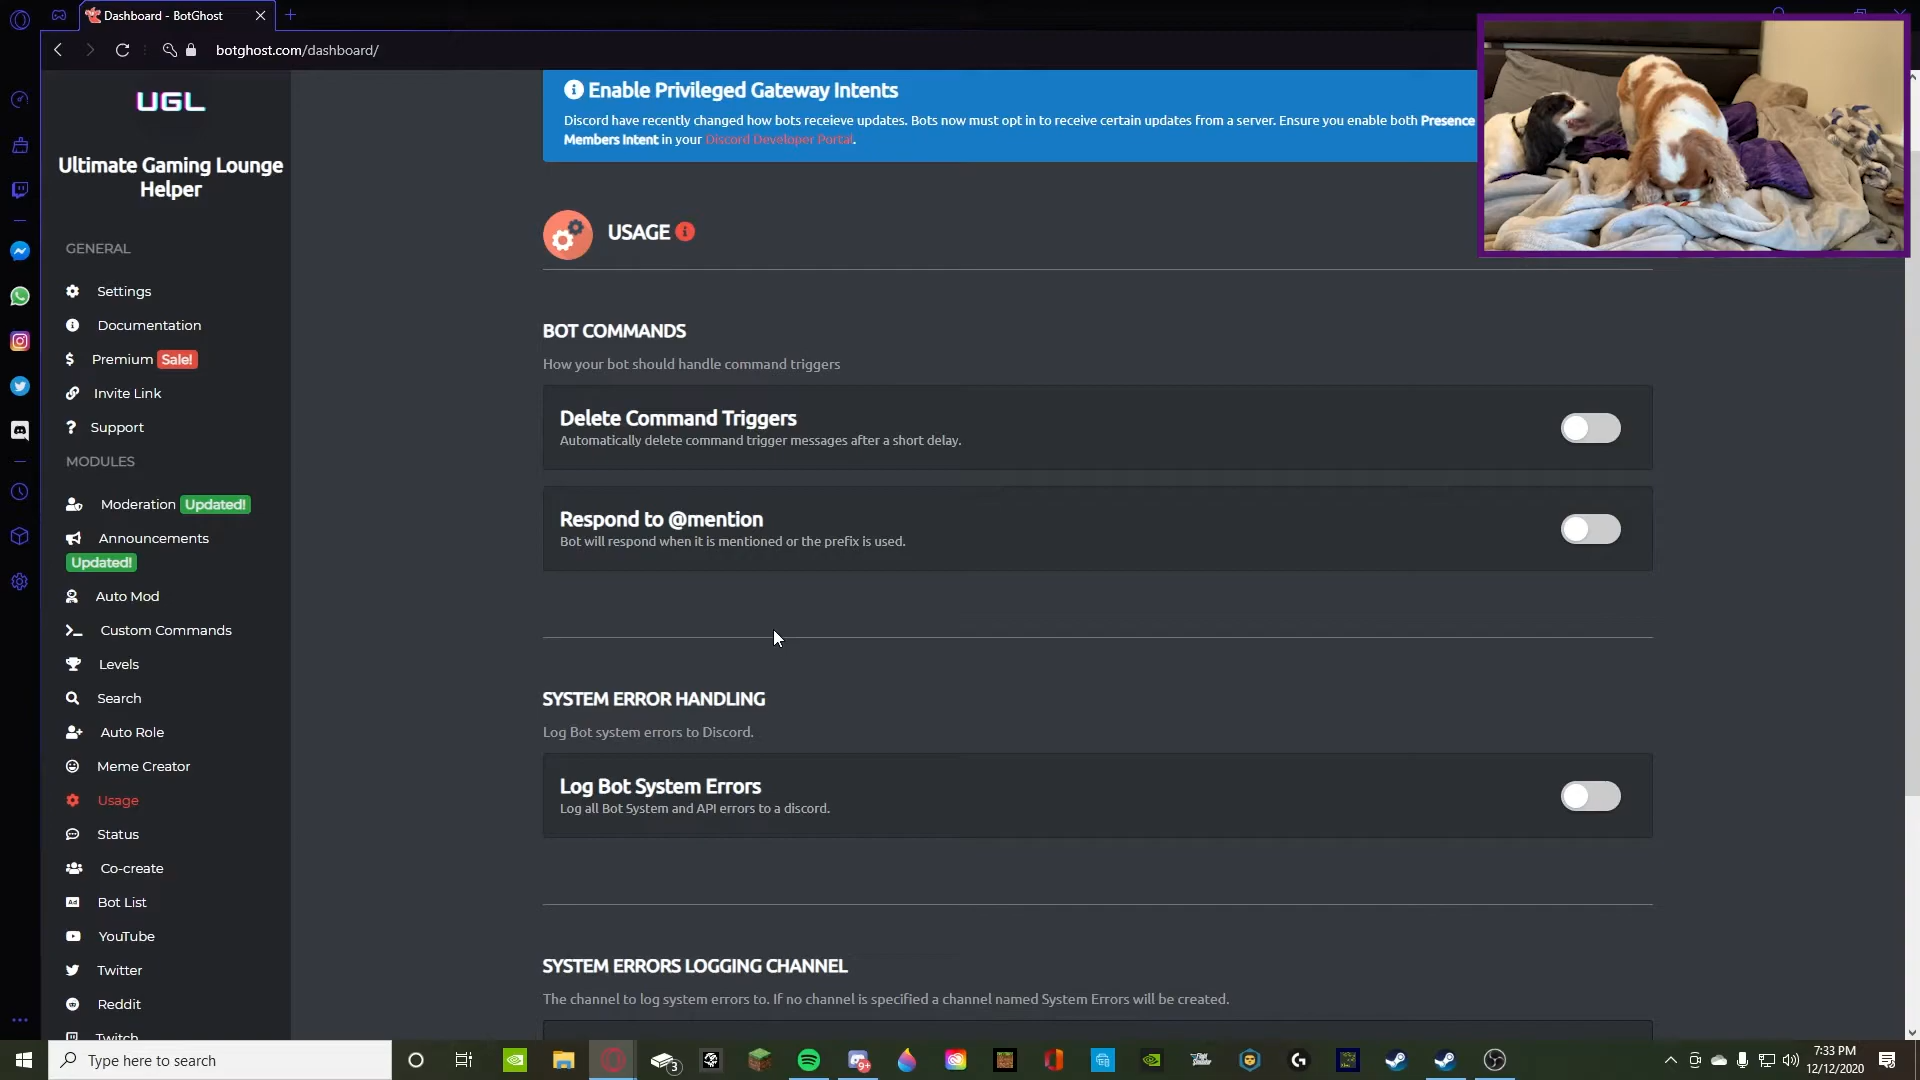 Dashboard - BotGhost
botghost.com/dashboard/
UGL
Ultimate Gaming Lounge
Helper
GENERAL
Settings
Documentation
Premium Sale!
Invite Link
Support
MODULES
Moderation Updated!
Announcements
Updated!
Auto Mod
Custom Commands
Levels
Search
Auto Role
Meme Creator
Usage
Status
Co-create
Bot List
YouTube
Twitter
Reddit
Twitch
Enable Privileged Gateway Intents
Discord have recently changed how bots receieve updates. Bots now must opt in to receive certain updates from a server. Ensure you enable both Presence
Members Intent in your Discord Developer Portal.
USAGE
BOT COMMANDS
How your bot should handle command triggers
Delete Command Triggers
Automatically delete command trigger messages after a short delay.
Respond to @mention
Bot will respond when it is mentioned or the prefix is used.
SYSTEM ERROR HANDLING
Log Bot system errors to Discord.
Log Bot System Errors
Log all Bot System and API errors to a discord.
SYSTEM ERRORS LOGGING CHANNEL
The channel to log system errors to. If no channel is specified a channel named System Errors will be created.
Type here to search
3
9+
7:33 PM
12/12/2020